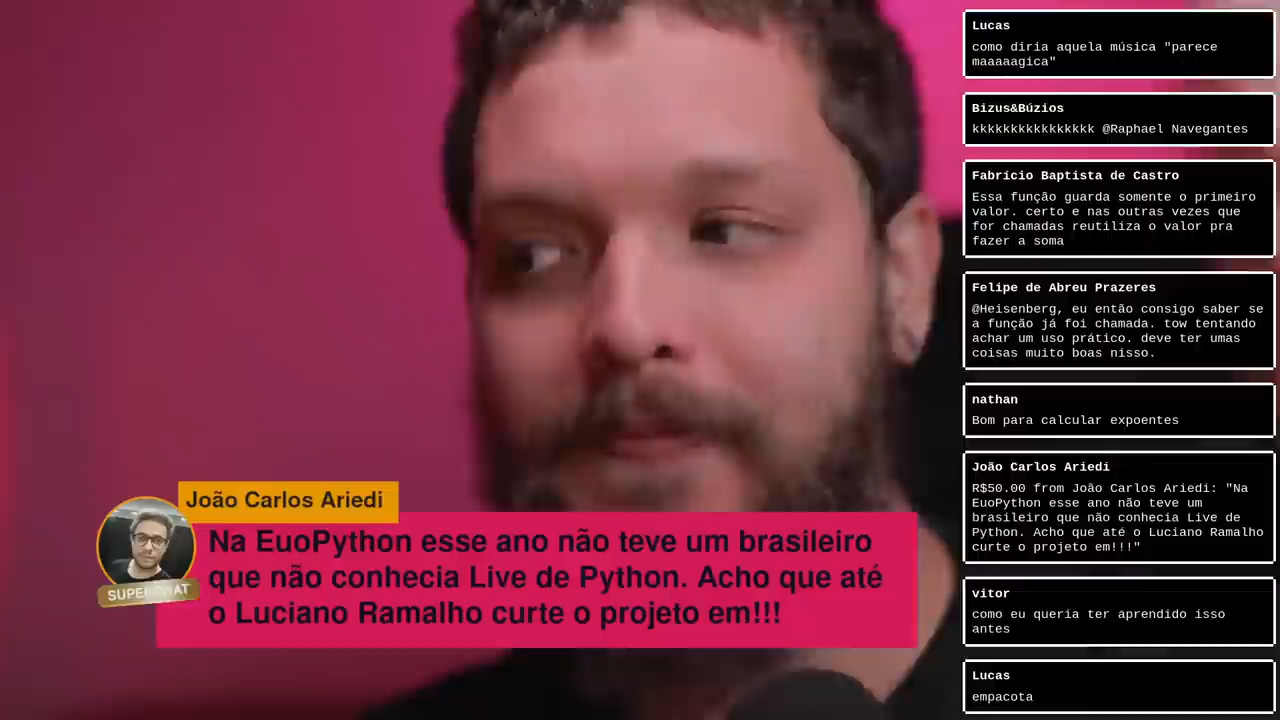 João Carlos Ariedi
Na EuoPython esse ano não teve um brasileiro
que não conhecia Live de Python. Acho que até
o Luciano Ramalho curte o projeto em!!!
Lucas
como diria aquela música "parece
maaaaagica"
Bizus&Búzios
kkkkkkkkkkkkkkkk @Raphael Navegantes
Fabrício Baptista de Castro
Essa função guarda somente o primeiro
valor. certo e nas outras vezes que
for chamadas reutiliza o valor pra
fazer a soma
Felipe de Abreu Prazeres
@Heisenberg, eu então consigo saber se
a função já foi chamada. tow tentando
achar um uso prático. deve ter umas
coisas muito boas nisso.
nathan
Bom para calcular expoentes
João Carlos Ariedi
R$50.00 from João Carlos Ariedi: "Na
EuoPython esse ano não teve um
brasileiro que não conhecia Live de
Python. Acho que até o Luciano Ramalho
curte o projeto em!!!"
vitor
como eu queria ter aprendido isso
antes
Lucas
empacota